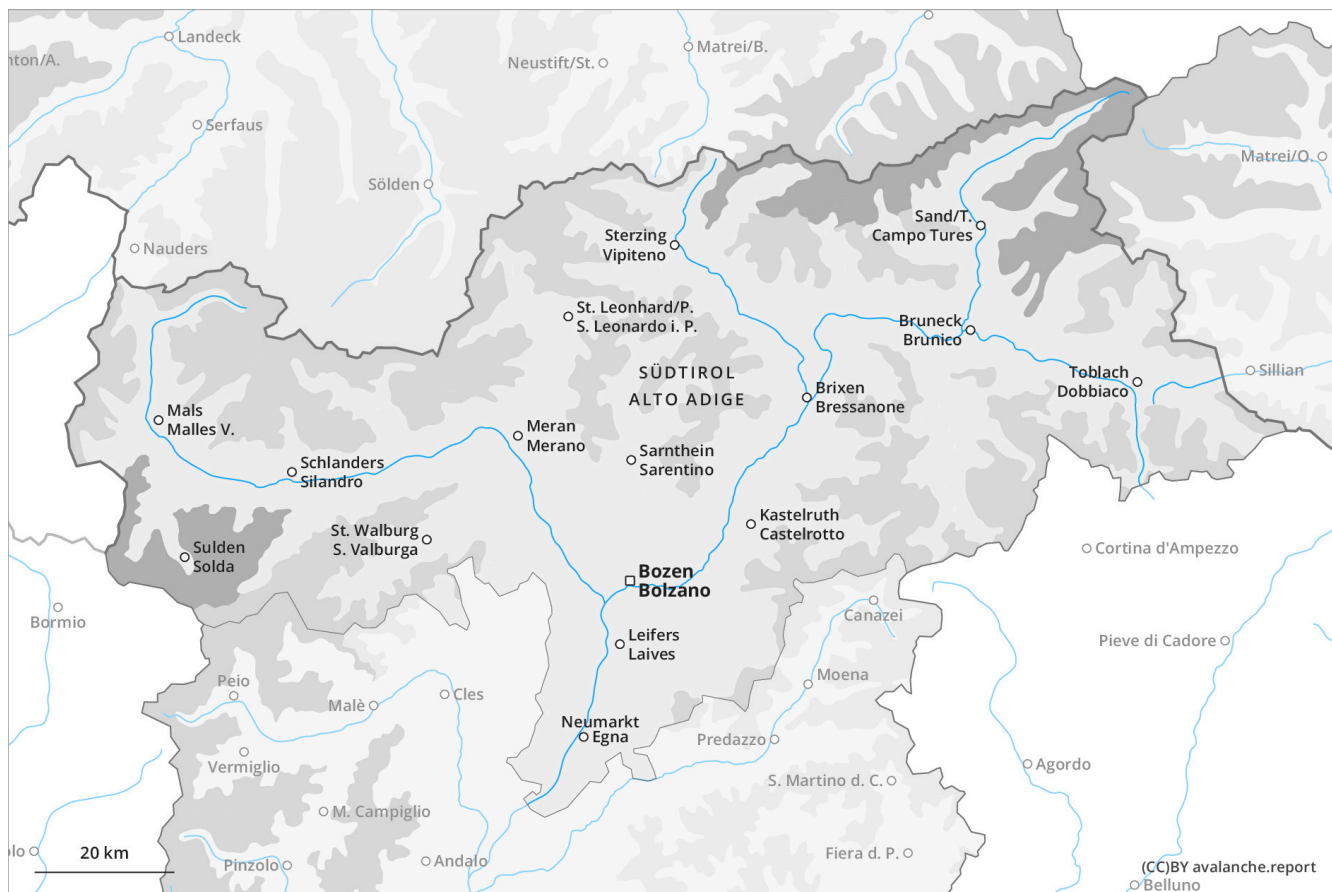 Landeck
nton/A.
Neustift/St.
Matrei/B.
Serfaus
Matrei/O.
Sölden
Nauders
Sand/T.
Campo Tures
Sterzing
Vipiteno
St. Leonhard/P.
S. Leonardo i. P.
Bruneck
Brunico
SÜDTIROL
ALTO ADIGE
Toblach
Dobbiaco
Sillian
Brixen
Bressanone
Mals
Malles V.
Meran
Merano
Schlanders
Silandro
Sarnthein
Sarentino
Kastelruth
Castelrotto
St. Walburg
S. Valburga
Sulden
Solda
Cortina d'Ampezzo
Bozen
Bolzano
Bormio
Canazei
Leifers
Laives
Pieve di Cadore
Peio
Malè
Cles
Moena
Neumarkt
Egna
Predazzo
Vermiglio
Agordo
S. Martino d. C.
M. Campiglio
olo
20 km
Pinzolo
Andalo
Fiera d. P.
(CC)BY avalanche.report
Belluno